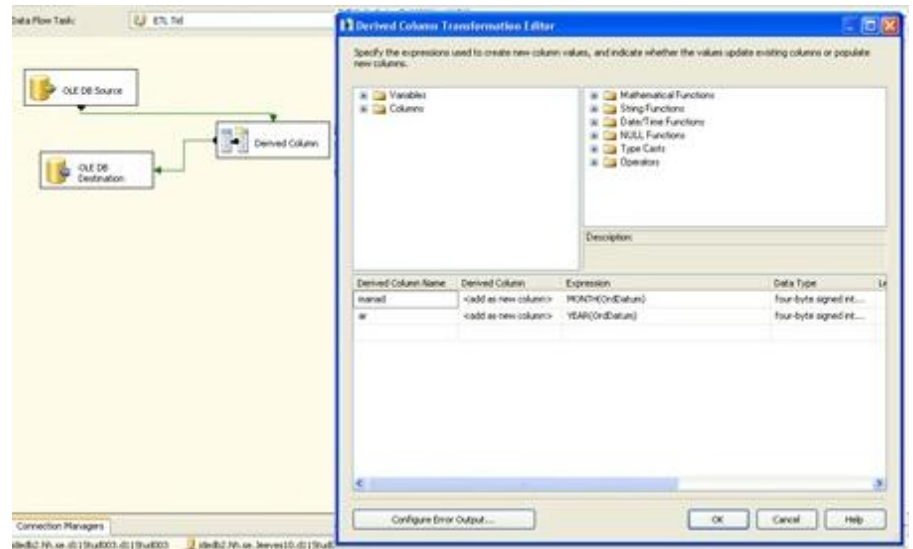 Data Flow Task:
ETL Tid
OLE DB Source
Derived Column
OLE DB
Destination
Connection Managers
Derived Column Transformation Editor
Specify the expressions used to create new column values, and indicate whether the values update existing columns or populate
new columns.
Variables
Columns
Mathematical Functions
String Functions
Date/Time Functions
NULL Functions
Type Casts
Operators
Description:
Derived Column Name Derived Column Expression Data Type Le
manad <add as new column> MONTH(OrdDatum) four-byte signed int....
ar <add as new column> YEAR(OrdDatum) four-byte signed int....
Configure Error Output...
OK Cancel Help